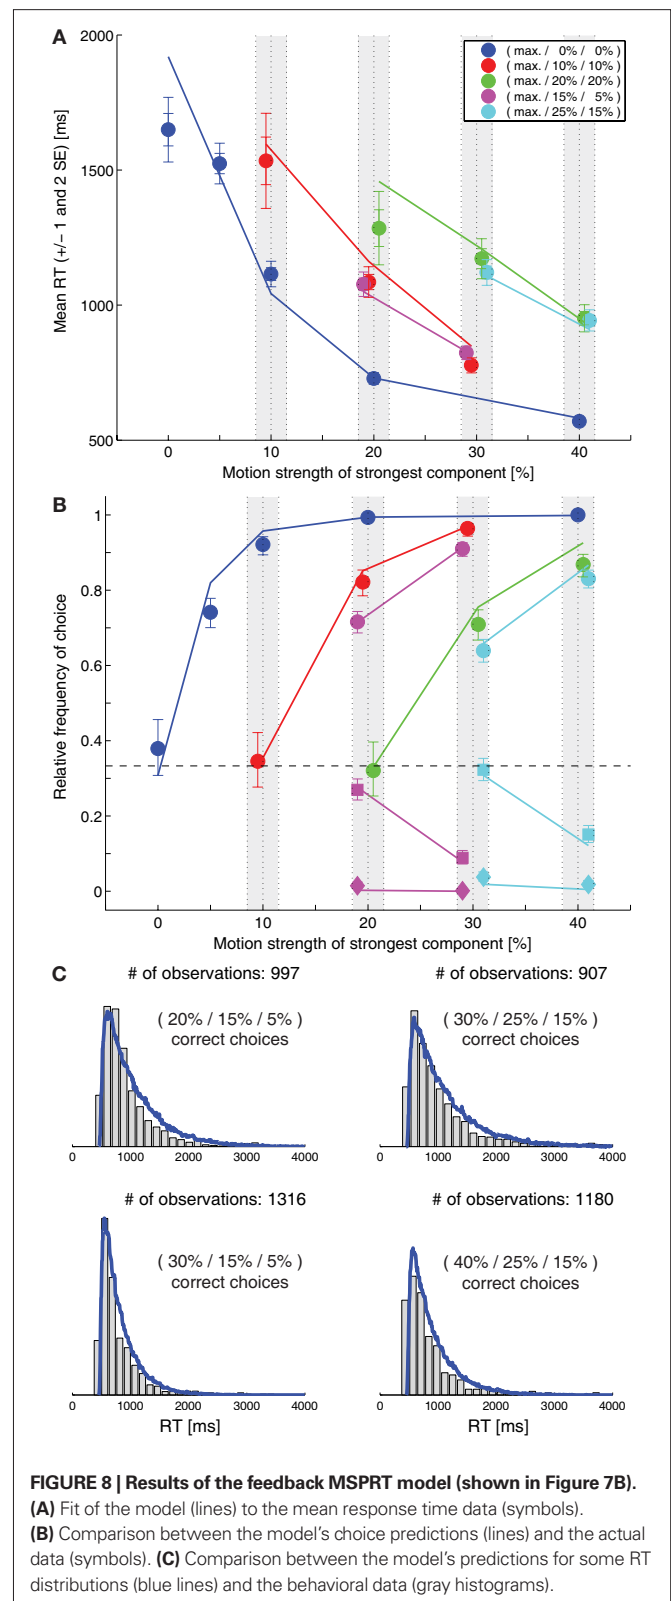 A
2000
1500
1000
500
Mean RT (+/− 1 and 2 SE) [ms]
( max. / 0% / 0% )
( max. / 10% / 10% )
( max. / 20% / 20% )
( max. / 15% / 5% )
( max. / 25% / 15% )
0 10 20 30 40
Motion strength of strongest component [%]
B
1
0.8
0.6
0.4
0.2
0
Relative frequency of choice
0 10 20 30 40
Motion strength of strongest component [%]
C
# of observations: 997
( 20% / 15% / 5% )
correct choices
0 1000 2000 3000 4000
# of observations: 907
( 30% / 25% / 15% )
correct choices
0 1000 2000 3000 4000
# of observations: 1316
( 30% / 15% / 5% )
correct choices
0 1000 2000 3000 4000
RT [ms]
# of observations: 1180
( 40% / 25% / 15% )
correct choices
0 1000 2000 3000 4000
RT [ms]
FIGURE 8 | Results of the feedback MSPRT model (shown in Figure 7B).
(A) Fit of the model (lines) to the mean response time data (symbols).
(B) Comparison between the model's choice predictions (lines) and the actual
data (symbols). (C) Comparison between the model's predictions for some RT
distributions (blue lines) and the behavioral data (gray histograms).